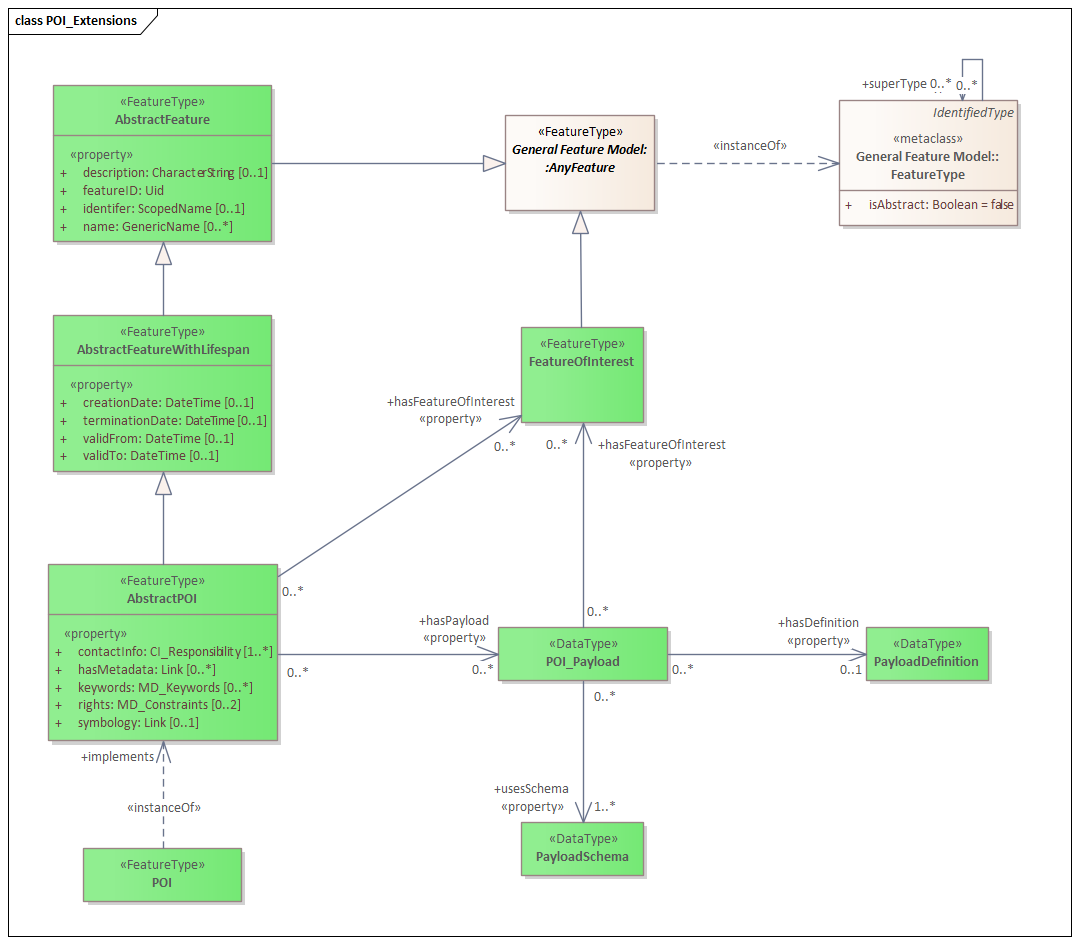 class POI_Extensions
«FeatureType»
AbstractFeature
«property»
+ description: CharacterString [0..1]
+ featureID: Uid
+ identifer: ScopedName [0..1]
+ name: GenericName [0..*]
«FeatureType»
General Feature Model:
:AnyFeature
«instanceOf»
+superType 0..* 0..*
IdentifiedType
«metaclass»
General Feature Model::
FeatureType
+ isAbstract: Boolean = false
«FeatureType»
AbstractFeatureWithLifespan
«property»
+ creationDate: DateTime [0..1]
+ terminationDate: DateTime [0..1]
+ validFrom: DateTime [0..1]
+ validTo: DateTime [0..1]
«FeatureType»
FeatureOfInterest
+hasFeatureOfInterest
«property»
0..*
0..*
+hasFeatureOfInterest
«property»
0..*
0..*
«FeatureType»
AbstractPOI
«property»
+ contactInfo: CI_Responsibility [1..*]
+ hasMetadata: Link [0..*]
+ keywords: MD_Keywords [0..*]
+ rights: MD_Constraints [0..2]
+ symbology: Link [0..1]
+hasPayload
«property»
0..*
0..*
«DataType»
POI_Payload
+hasDefinition
«property»
0..*
0..1
«DataType»
PayloadDefinition
0..*
+usesSchema
«property»
1..*
«DataType»
PayloadSchema
+implements
«instanceOf»
«FeatureType»
POI